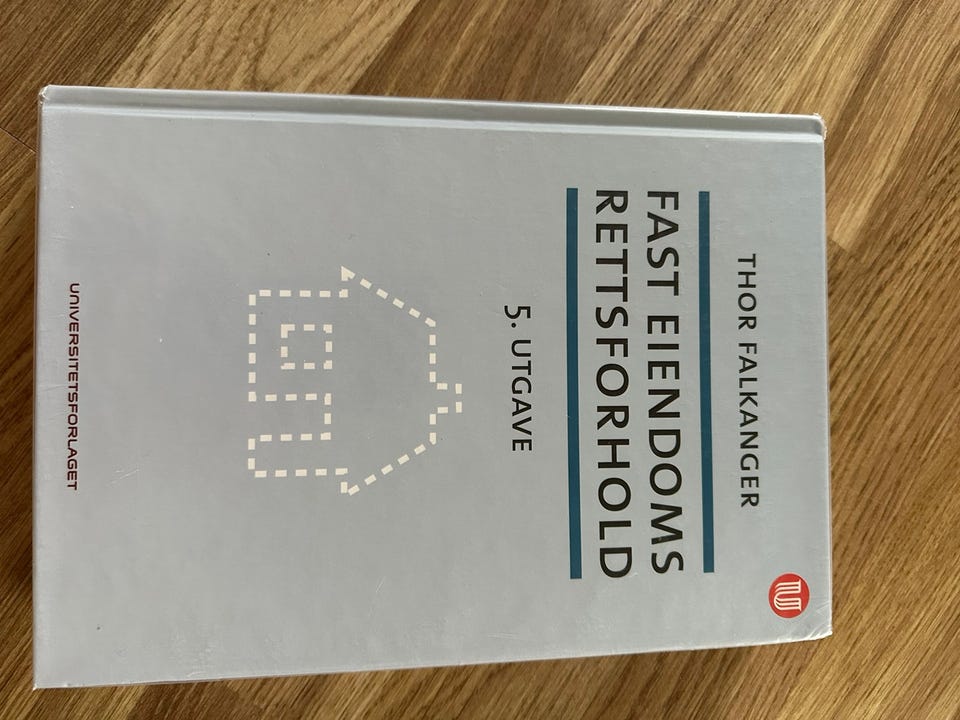 THOR FALKANGER
FAST EIENDOMS
RETTSFORHOLD
5. UTGAVE
UNIVERSITETSFORLAGET